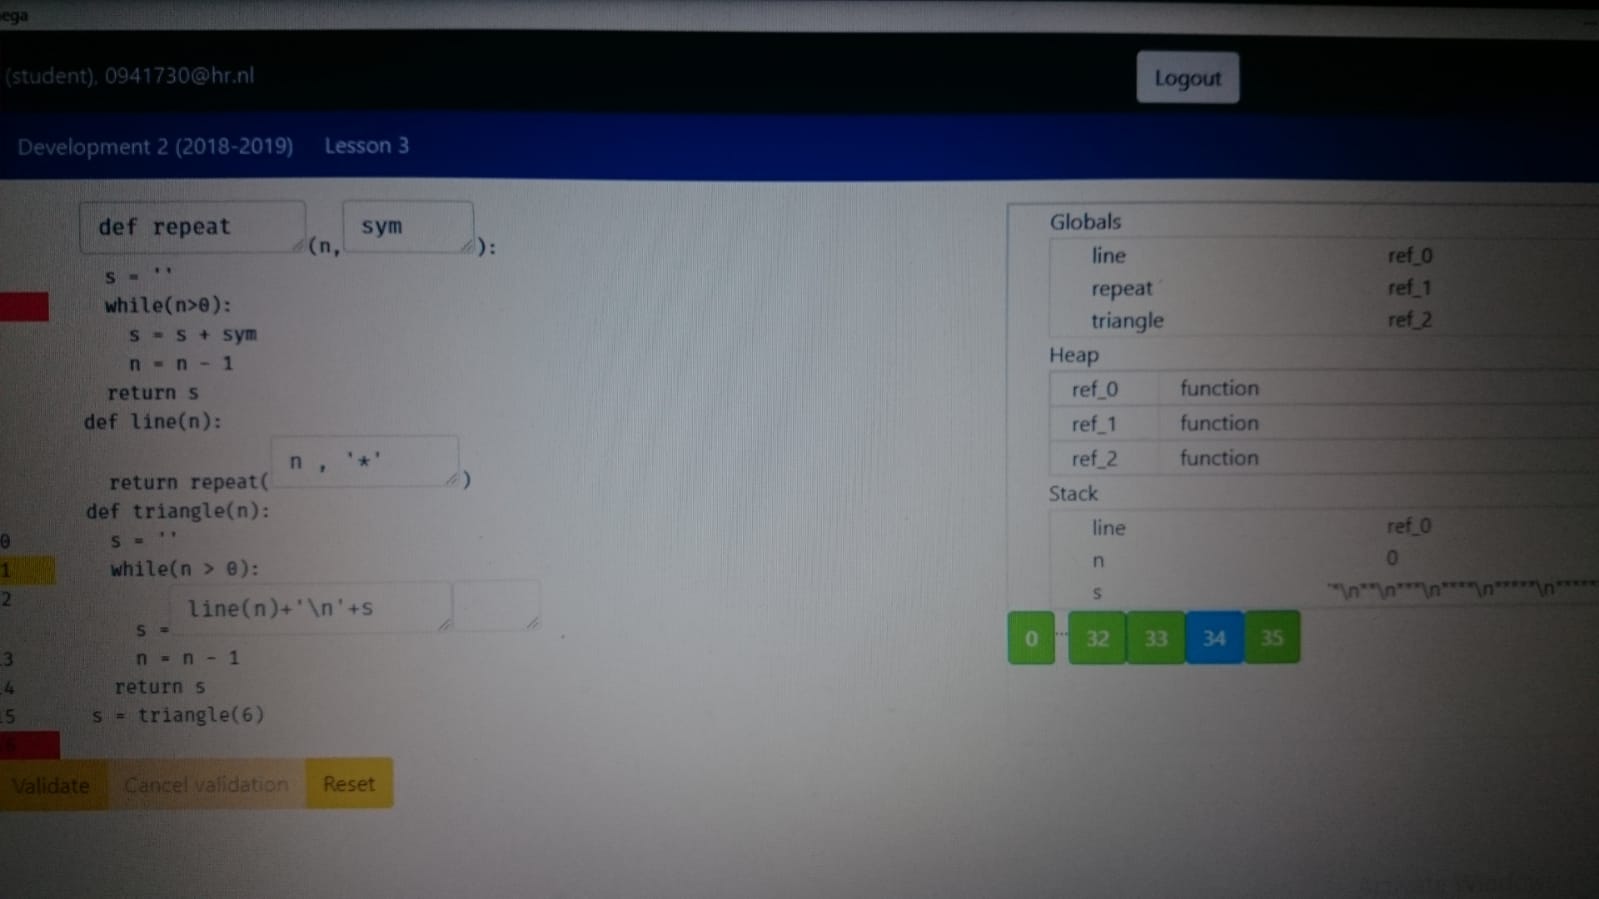 ega
(student), 0941730@hr.nl
Logout
Development 2 (2018-2019) Lesson 3
def repeat (n, sym ):
s = ''
while(n>0):
s = s + sym
n = n - 1
return s
def line(n):
return repeat( n , '*' )
def triangle(n):
0 s = ''
1 while(n > 0):
2 s = line(n)+'\n'+s
3 n = n - 1
4 return s
5 s = triangle(6)
6
Validate Cancel validation Reset
Globals
line ref_0
repeat ref_1
triangle ref_2
Heap
ref_0 function
ref_1 function
ref_2 function
Stack
line ref_0
n 0
s '*\n**\n***\n****\n*****\n*****
0 ... 32 33 34 35
Activate Windows